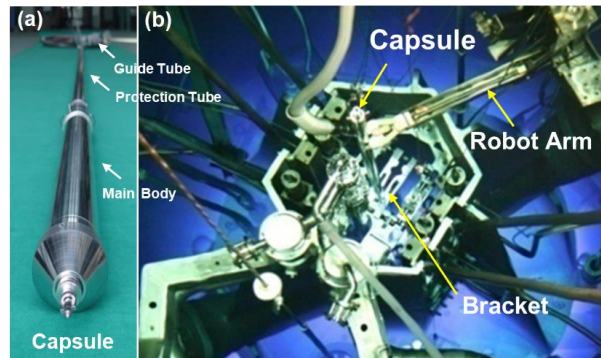 (a)
Guide Tube
Protection Tube
Main Body
Capsule
(b)
Capsule
Robot Arm
Bracket